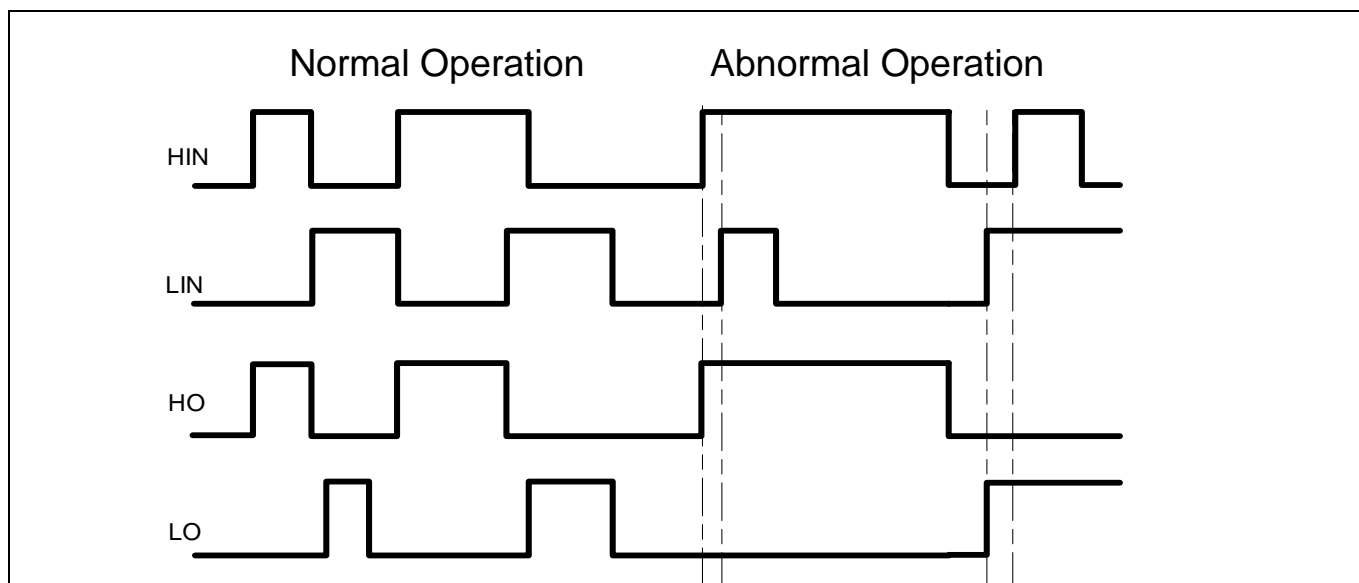 Normal Operation
Abnormal Operation
HIN
LIN
HO
LO